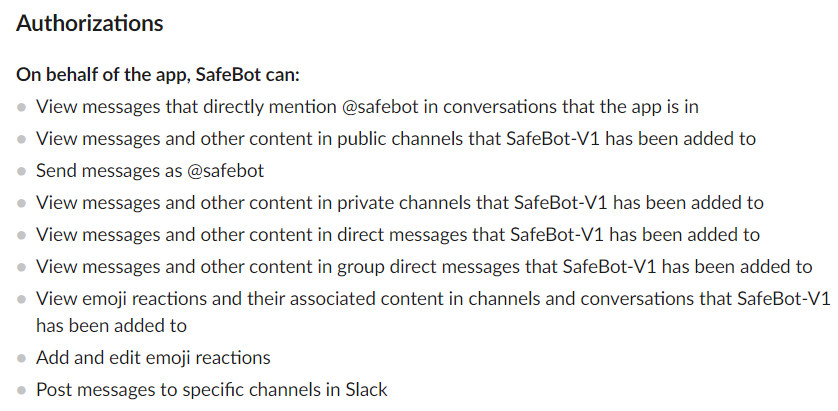 Authorizations
On behalf of the app, SafeBot can:
View messages that directly mention @safebot in conversations that the app is in
View messages and other content in public channels that SafeBot-V1 has been added to
Send messages as @safebot
View messages and other content in private channels that SafeBot-V1 has been added to
View messages and other content in direct messages that SafeBot-V1 has been added to
View messages and other content in group direct messages that SafeBot-V1 has been added to
View emoji reactions and their associated content in channels and conversations that SafeBot-V1
has been added to
Add and edit emoji reactions
Post messages to specific channels in Slack